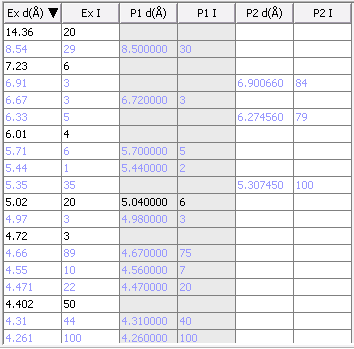 Ex d(Å) ▼ Ex I P1 d(Å) P1 I P2 d(Å) P2 I
14.36 20
8.54 29 8.500000 30
7.23 6
6.91 3 6.900660 84
6.67 3 6.720000 3
6.33 5 6.274560 79
6.01 4
5.71 6 5.700000 5
5.44 1 5.440000 2
5.35 35 5.307450 100
5.02 20 5.040000 6
4.97 3 4.980000 3
4.72 3
4.66 89 4.670000 75
4.55 10 4.560000 7
4.471 22 4.470000 20
4.402 50
4.31 44 4.310000 40
4.261 100 4.260000 100